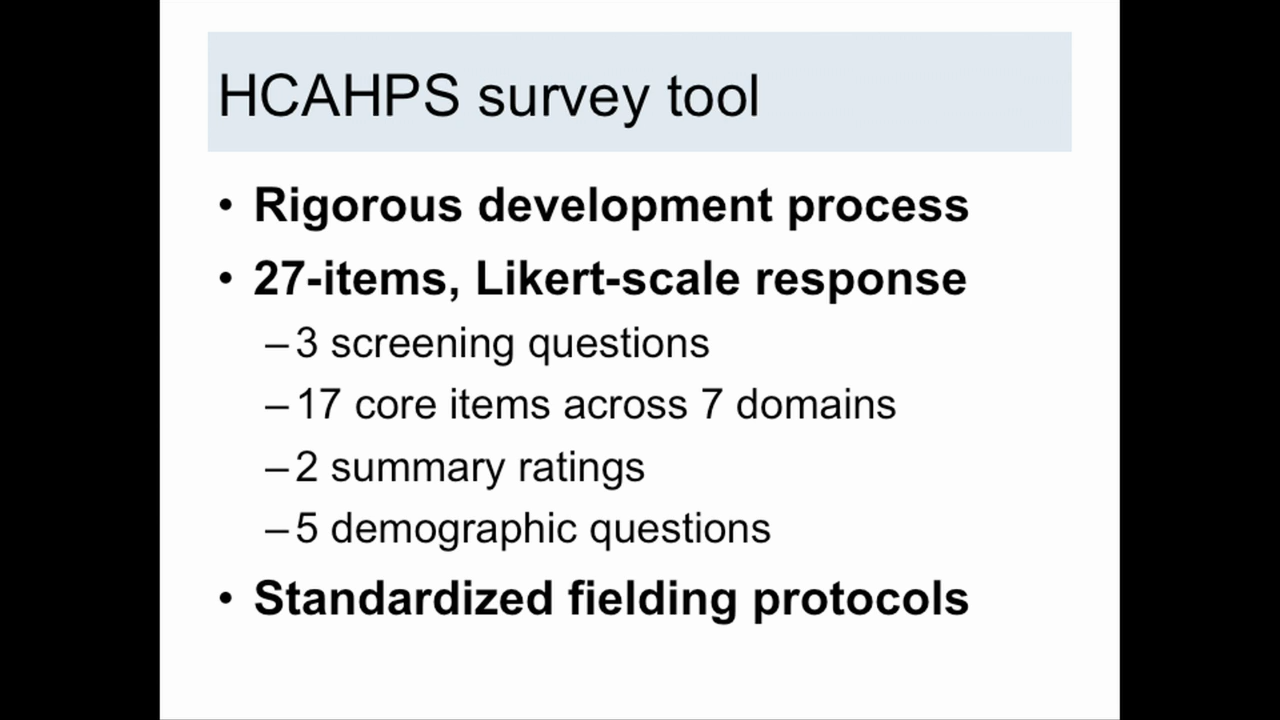 HCAHPS survey tool
• Rigorous development process
• 27-items, Likert-scale response
– 3 screening questions
– 17 core items across 7 domains
– 2 summary ratings
– 5 demographic questions
• Standardized fielding protocols